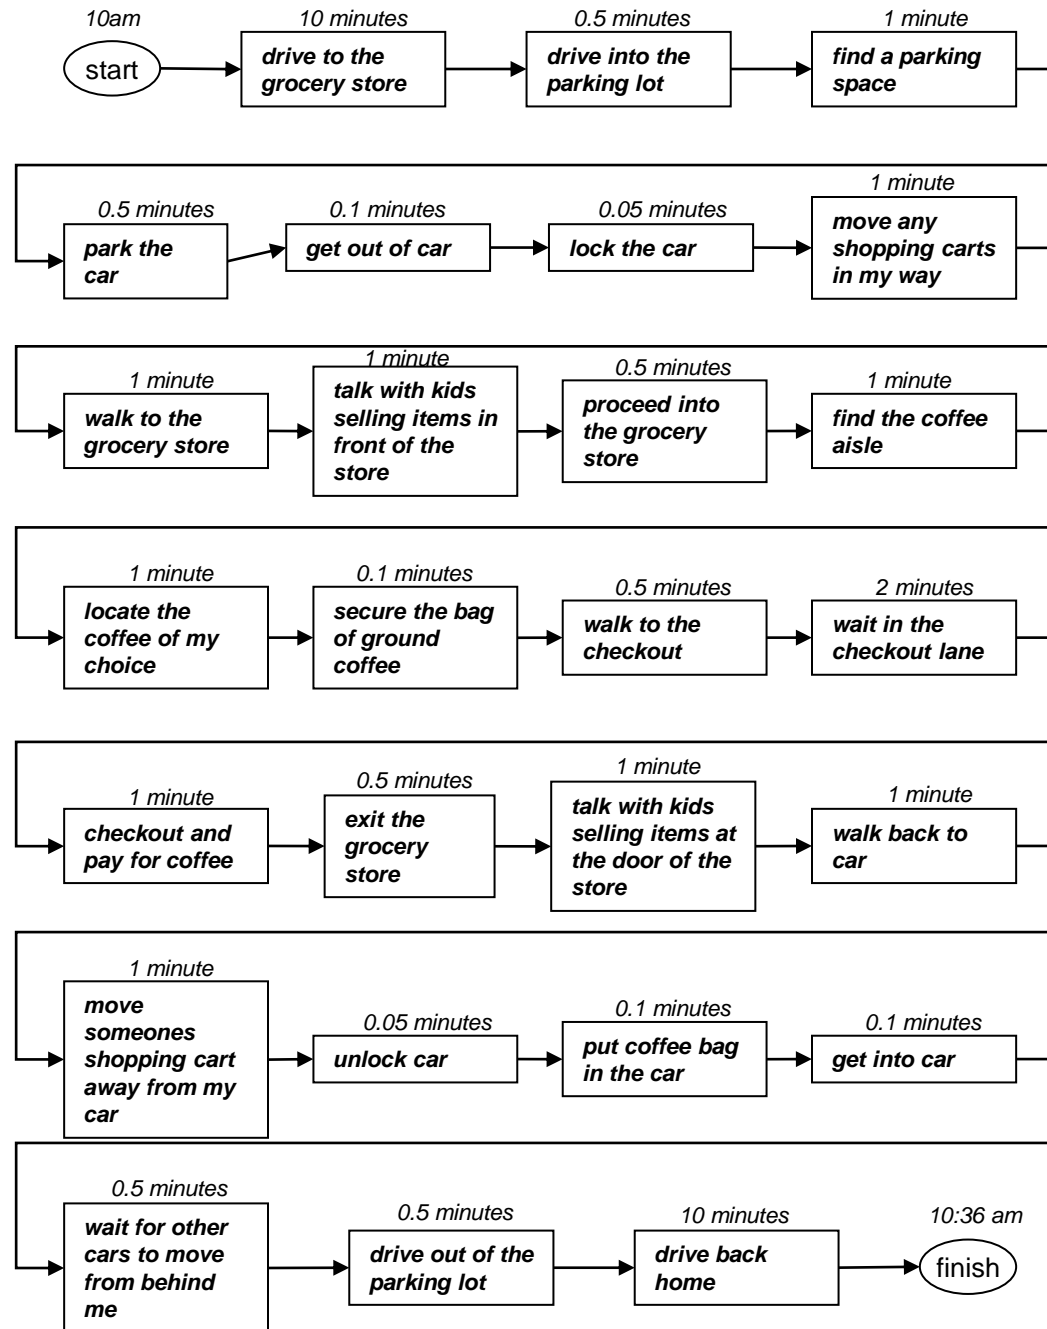 10am
start
10 minutes
drive to the
grocery store
0.5 minutes
drive into the
parking lot
1 minute
find a parking
space
0.5 minutes
park the
car
0.1 minutes
get out of car
0.05 minutes
lock the car
1 minute
move any
shopping carts
in my way
1 minute
walk to the
grocery store
1 minute
talk with kids
selling items in
front of the
store
0.5 minutes
proceed into
the grocery
store
1 minute
find the coffee
aisle
1 minute
locate the
coffee of my
choice
0.1 minutes
secure the bag
of ground
coffee
0.5 minutes
walk to the
checkout
2 minutes
wait in the
checkout lane
1 minute
checkout and
pay for coffee
0.5 minutes
exit the
grocery
store
1 minute
talk with kids
selling items at
the door of the
store
1 minute
walk back to
car
1 minute
move
someones
shopping cart
away from my
car
0.05 minutes
unlock car
0.1 minutes
put coffee bag
in the car
0.1 minutes
get into car
0.5 minutes
wait for other
cars to move
from behind
me
0.5 minutes
drive out of the
parking lot
10 minutes
drive back
home
10:36 am
finish